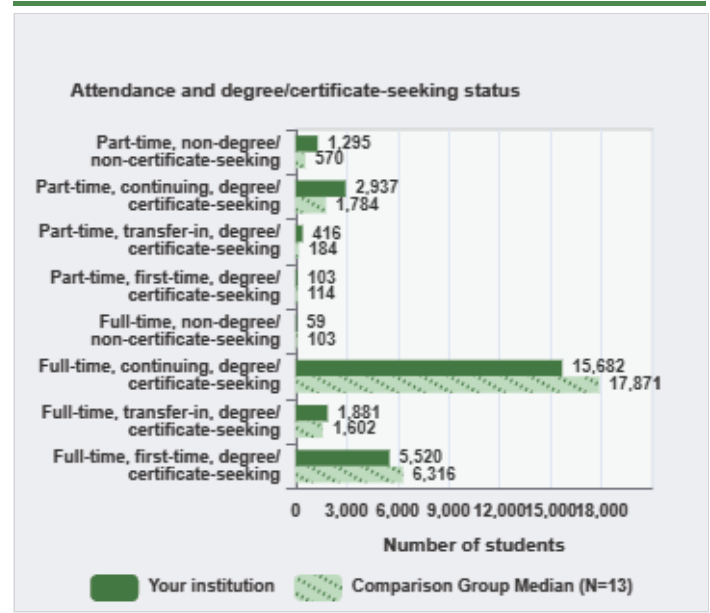 Attendance and degree/certificate-seeking status
Part-time, non-degree/
non-certificate-seeking
1,295
570
Part-time, continuing, degree/
certificate-seeking
2,937
1,784
Part-time, transfer-in, degree/
certificate-seeking
416
184
Part-time, first-time, degree/
certificate-seeking
103
114
Full-time, non-degree/
non-certificate-seeking
59
103
Full-time, continuing, degree/
certificate-seeking
15,682
17,871
Full-time, transfer-in, degree/
certificate-seeking
1,881
1,602
Full-time, first-time, degree/
certificate-seeking
5,520
6,316
0 3,000 6,000 9,000 12,000 15,000 18,000
Number of students
Your institution Comparison Group Median (N=13)